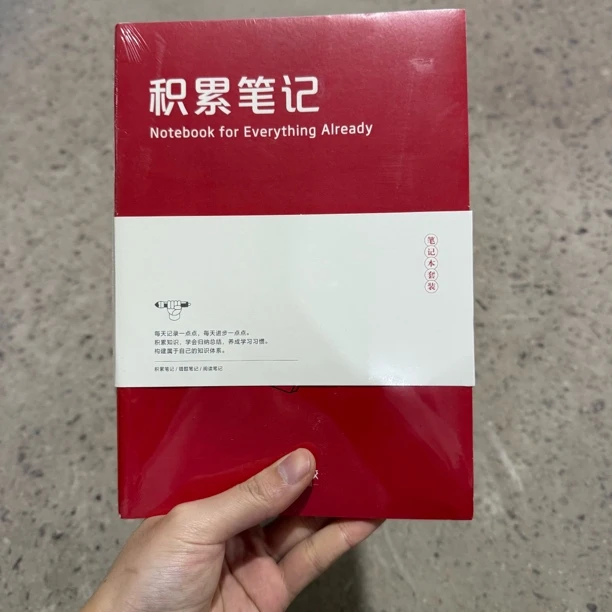 积累笔记
Notebook for Everything Already
笔记本套装
每天记录一点点，每天进步一点点。
积累知识，学会归纳总结，养成学习习惯。
构建属于自己的知识体系。
积累笔记 / 错题笔记 / 阅读笔记